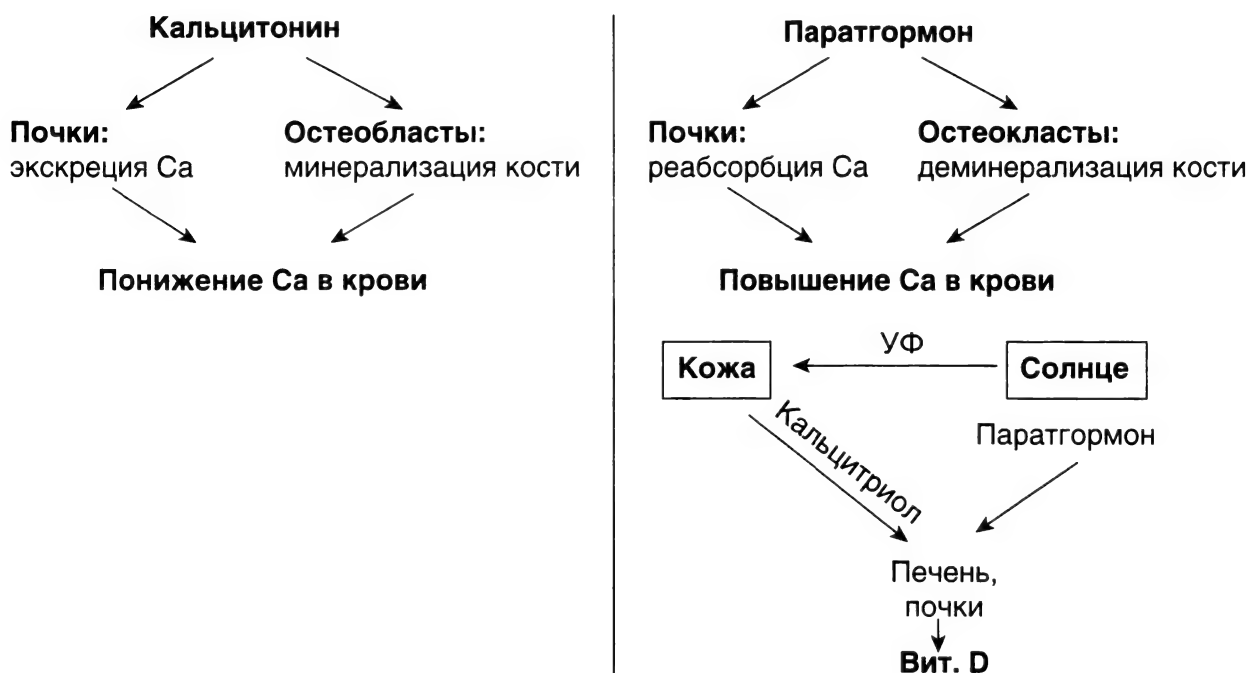 Кальцитонин
Почки:
экскреция Са
Остеобласты:
минерализация кости
Понижение Са в крови
Паратгормон
Почки:
реабсорбция Са
Остеокласты:
деминерализация кости
Повышение Са в крови
Кожа
УФ
Солнце
Кальцитриол
Паратгормон
Печень,
почки
Вит. D